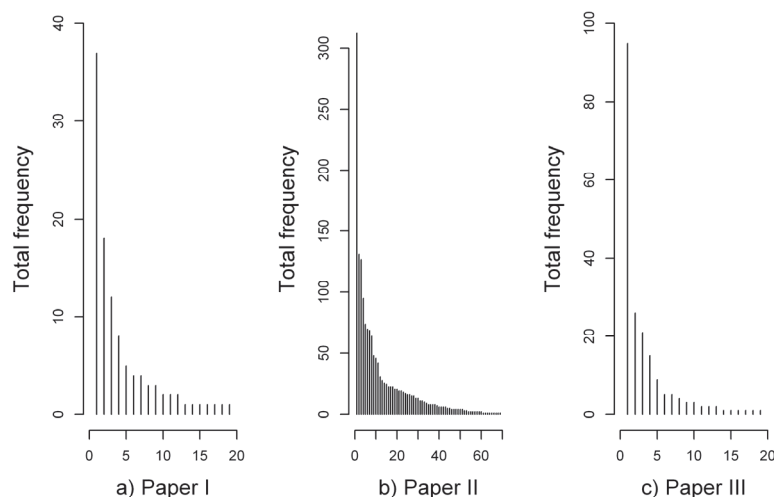 Total frequency
0 10 20 30 40
0 5 10 15 20
a) Paper I
Total frequency
0 50 100 150 200 250 300
0 20 40 60
b) Paper II
Total frequency
0 20 40 60 80 100
0 5 10 15 20
c) Paper III